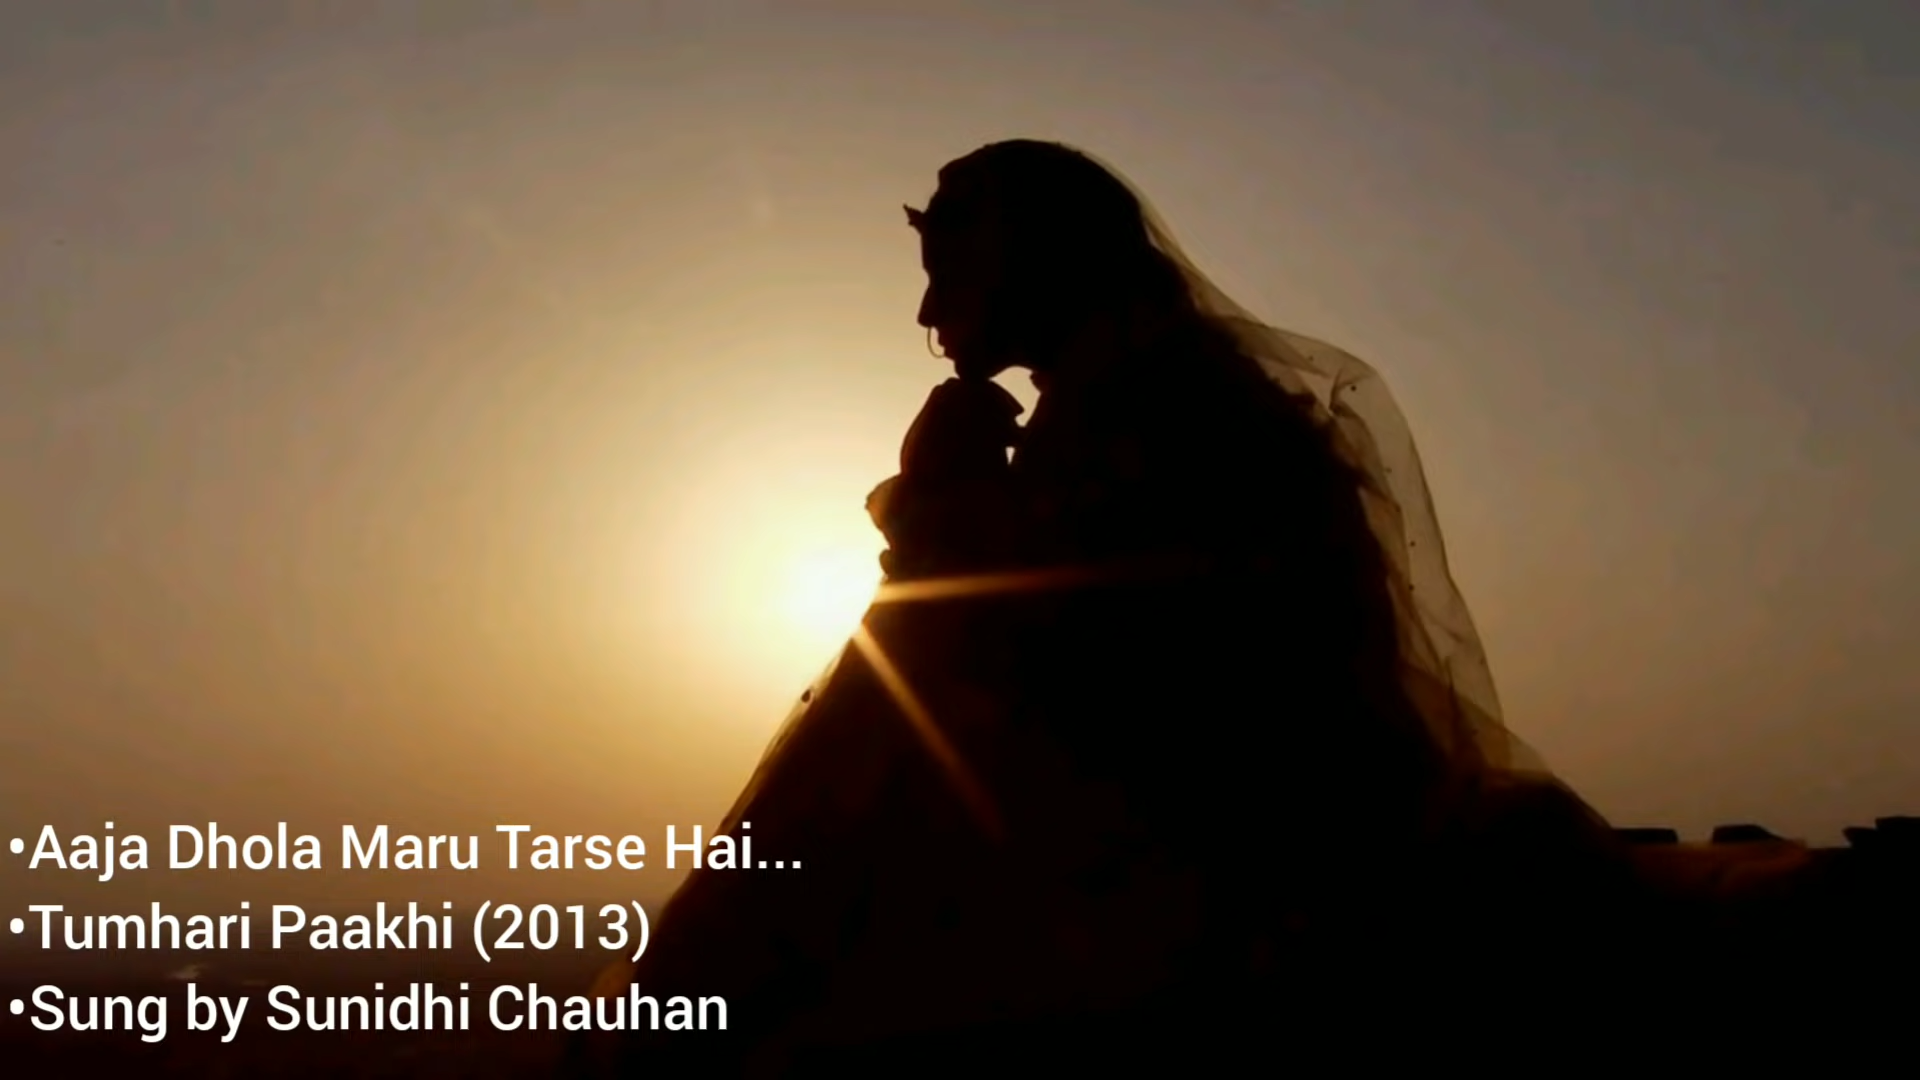 •Aaja Dhola Maru Tarse Hai...
•Tumhari Paakhi (2013)
•Sung by Sunidhi Chauhan